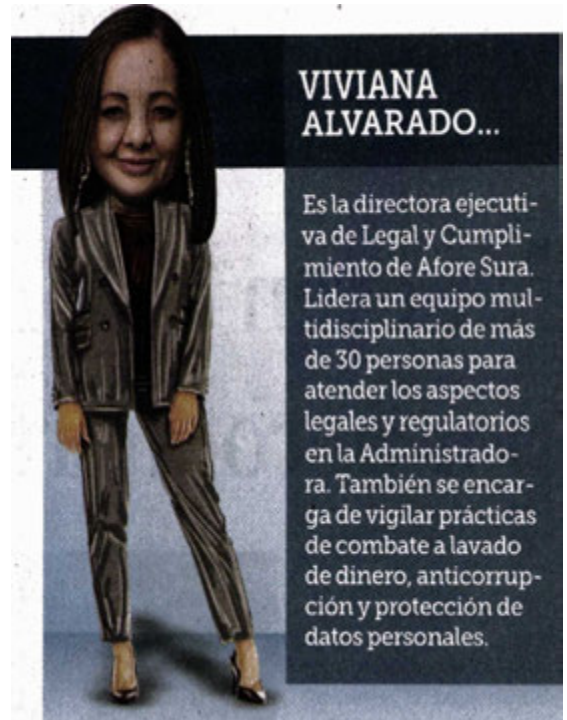 VIVIANA
ALVARADO...
Es la directora ejecuti-
va de Legal y Cumpli-
miento de Afore Sura.
Lidera un equipo mul-
tidisciplinario de más
de 30 personas para
atender los aspectos
legales y regulatorios
en la Administrado-
ra. También se encar-
ga de vigilar prácticas
de combate a lavado
de dinero, anticorrup-
ción y protección de
datos personales.